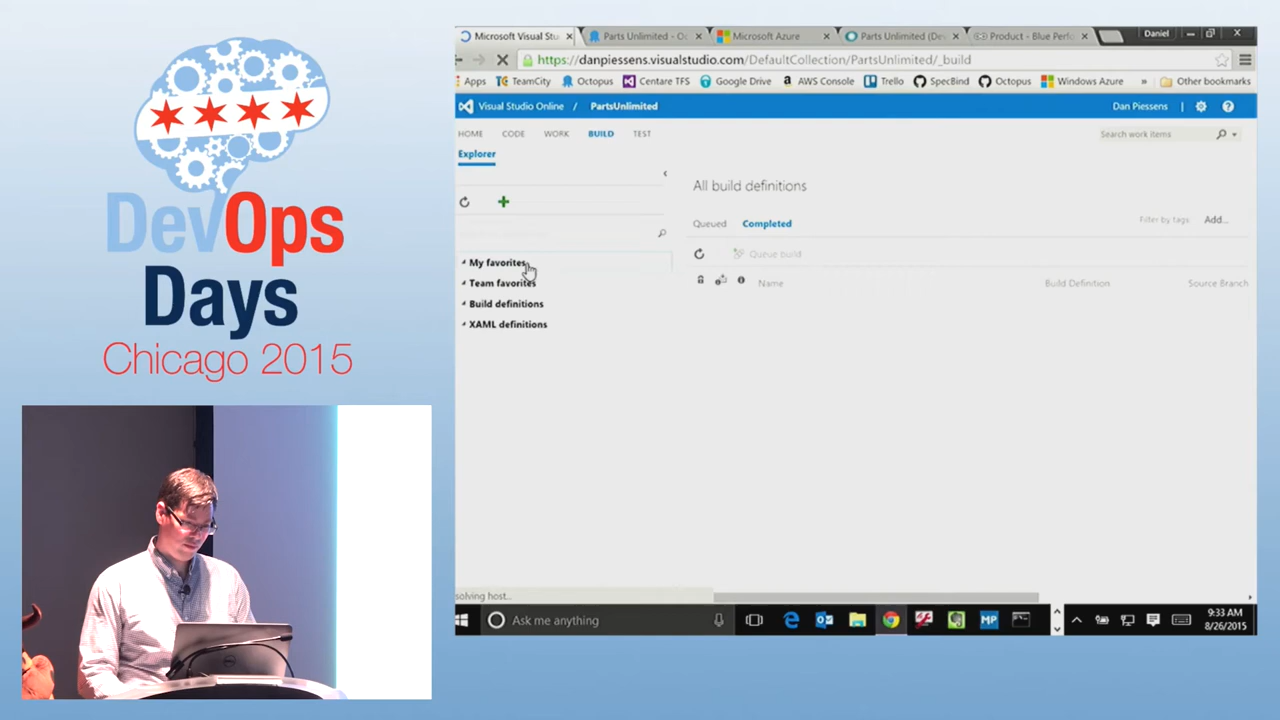 DevOps
Days
Chicago 2015
Microsoft Visual Stu
Parts Unlimited - Oc
Microsoft Azure
Parts Unlimited (Dev
Product - Blue Perf
Daniel
https://danpiessens.visualstudio.com/DefaultCollection/PartsUnlimited/_build
Apps
TeamCity
Octopus
Centare TFS
Google Drive
AWS Console
Trello
SpecBind
Octopus
Windows Azure
»
Other bookmarks
Visual Studio Online / PartsUnlimited
Dan Piessens
HOME CODE WORK BUILD TEST
Search work items
Explorer
All build definitions
Queued Completed
Filter by tags: Add...
Queue build
Name Build Definition Source Branch
My favorites
Team favorites
Build definitions
XAML definitions
solving host...
Ask me anything
MP
9:33 AM
8/26/2015